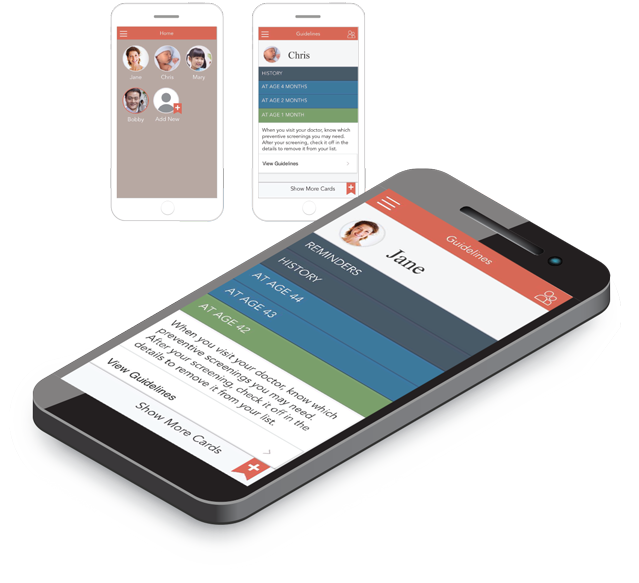 Home
Jane Chris Mary
Bobby Add New
Guidelines
Chris
HISTORY
AT AGE 4 MONTHS
AT AGE 2 MONTHS
AT AGE 1 MONTH
When you visit your doctor, know which
preventive screenings you may need.
After your screening, check it off in the
details to remove it from your list.
View Guidelines
Show More Cards
Guidelines
Jane
REMINDERS
HISTORY
AT AGE 44
AT AGE 43
AT AGE 42
When you visit your doctor, know which
preventive screenings you may need.
After your screening, check it off in the
details to remove it from your list.
View Guidelines
Show More Cards